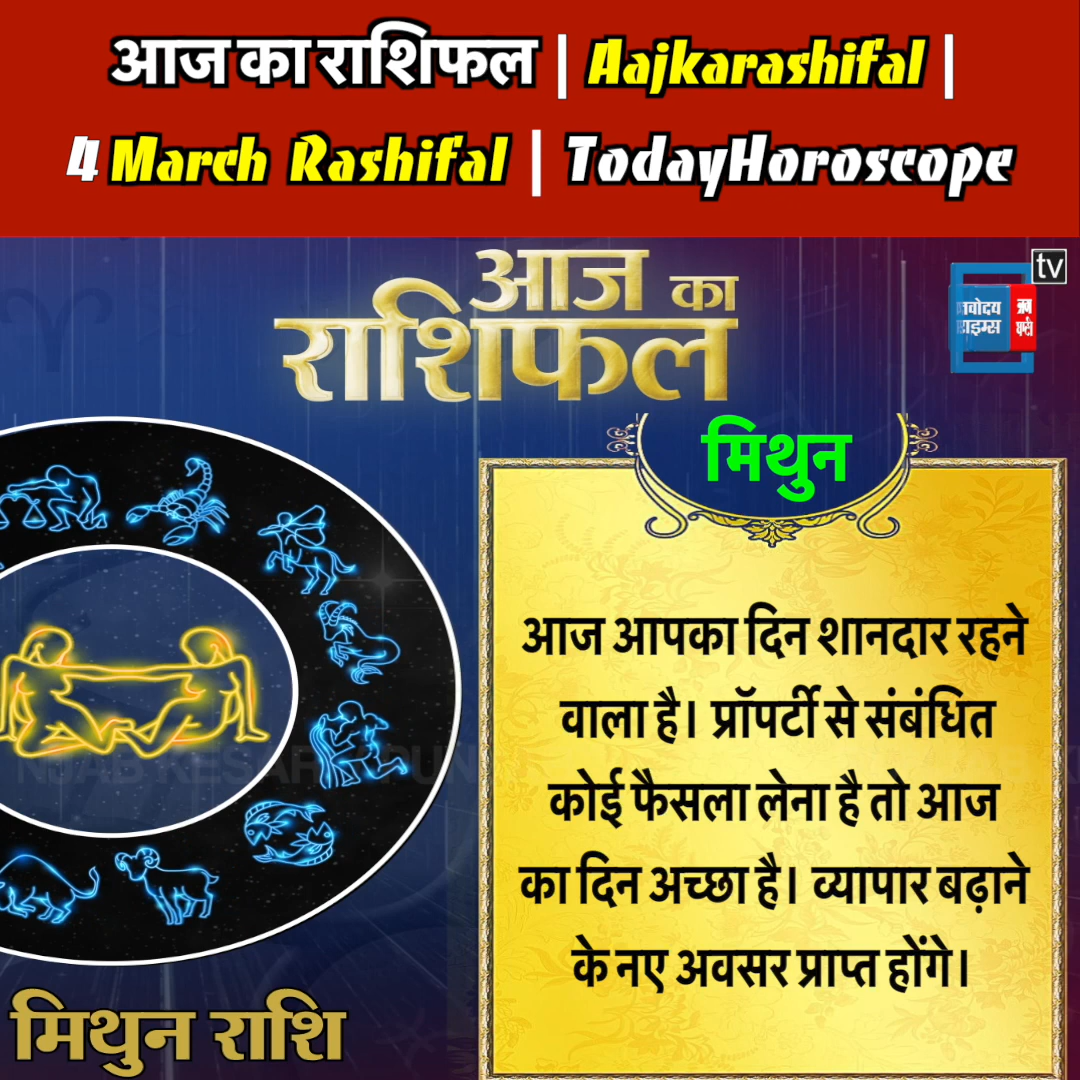 आज का राशिफल | Aajkarashifal |
4 March Rashifal | TodayHoroscope
आज का
राशिफल
tv
मिथुन
आज आपका दिन शानदार रहने
वाला है। प्रॉपर्टी से संबंधित
कोई फैसला लेना है तो आज
का दिन अच्छा है। व्यापार बढ़ाने
के नए अवसर प्राप्त होंगे।
मिथुन राशि